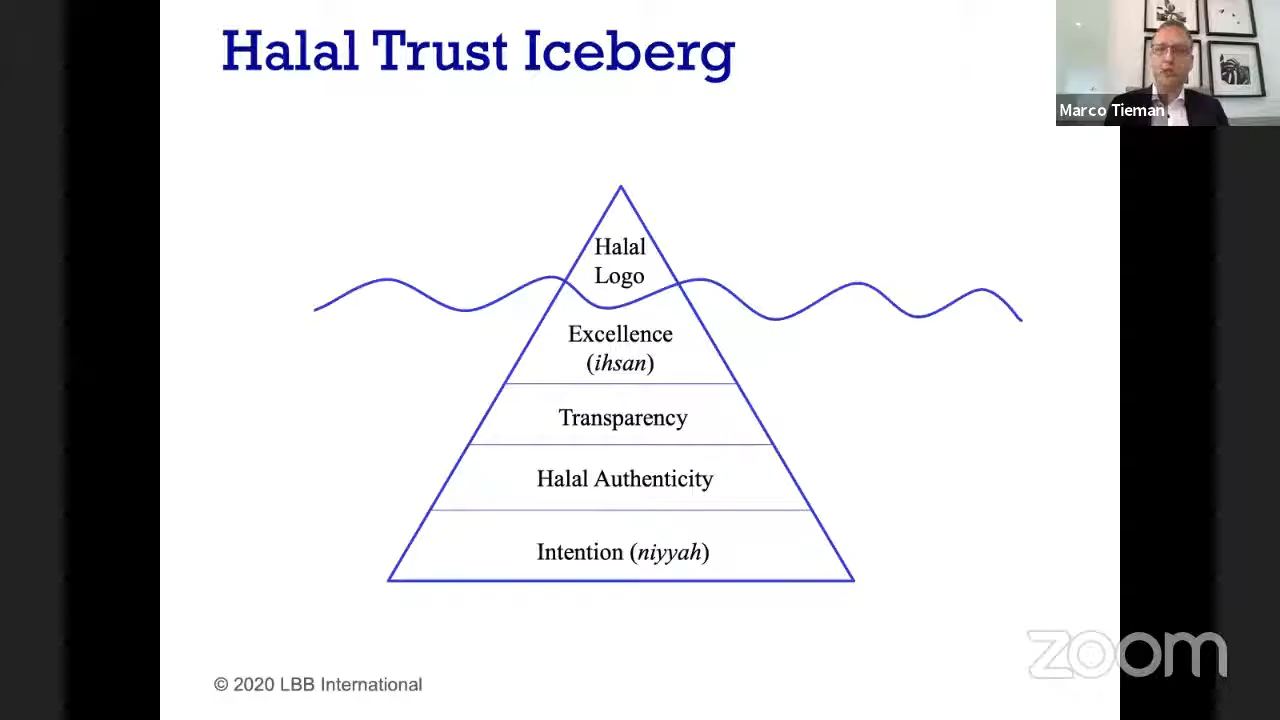 Halal Trust Iceberg
Marco Tieman
Halal
Logo
Excellence
(ihsan)
Transparency
Halal Authenticity
Intention (niyyah)
zoom
© 2020 LBB International